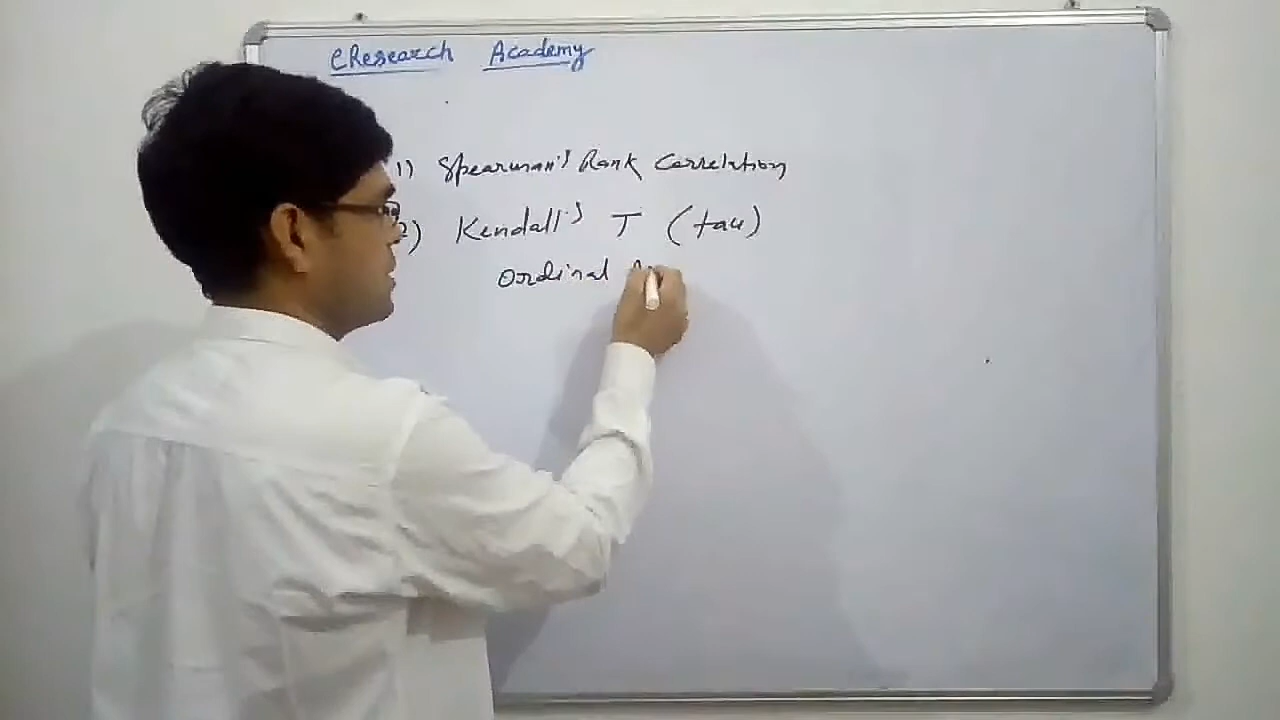 eResearch Academy
1) Spearman's Rank Correlation
2) Kendall's T (tau)
Ordinal